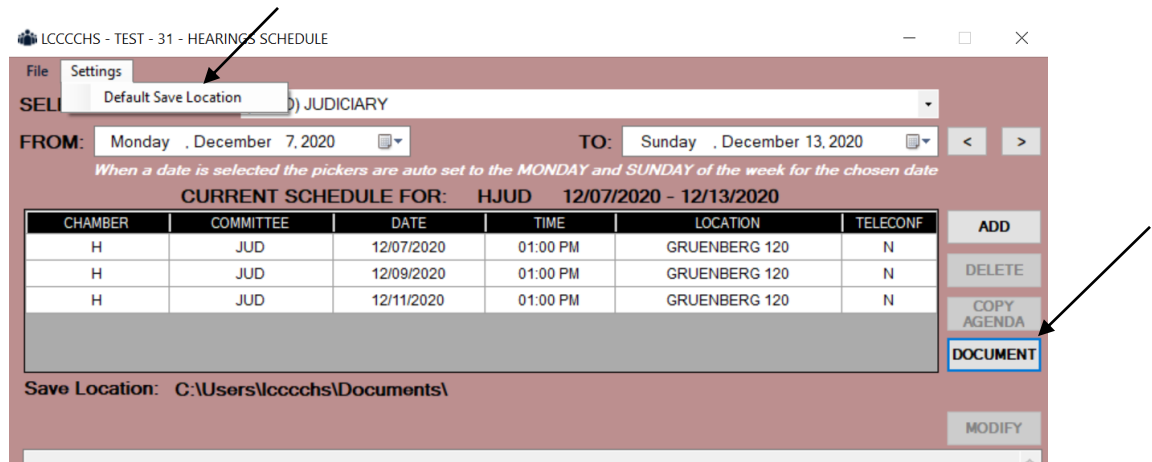 LCCCCHS - TEST - 31 - HEARINGS SCHEDULE
File Settings
Default Save Location
JUDICIARY
FROM: Monday , December 7, 2020 TO: Sunday , December 13, 2020 < >
When a date is selected the pickers are auto set to the MONDAY and SUNDAY of the week for the chosen date
CURRENT SCHEDULE FOR: HJUD 12/07/2020 - 12/13/2020
CHAMBER COMMITTEE DATE TIME LOCATION TELECONF
H JUD 12/07/2020 01:00 PM GRUENBERG 120 N
H JUD 12/09/2020 01:00 PM GRUENBERG 120 N
H JUD 12/11/2020 01:00 PM GRUENBERG 120 N
ADD
DELETE
COPY
AGENDA
DOCUMENT
Save Location: C:\Users\lcccchs\Documents\
MODIFY